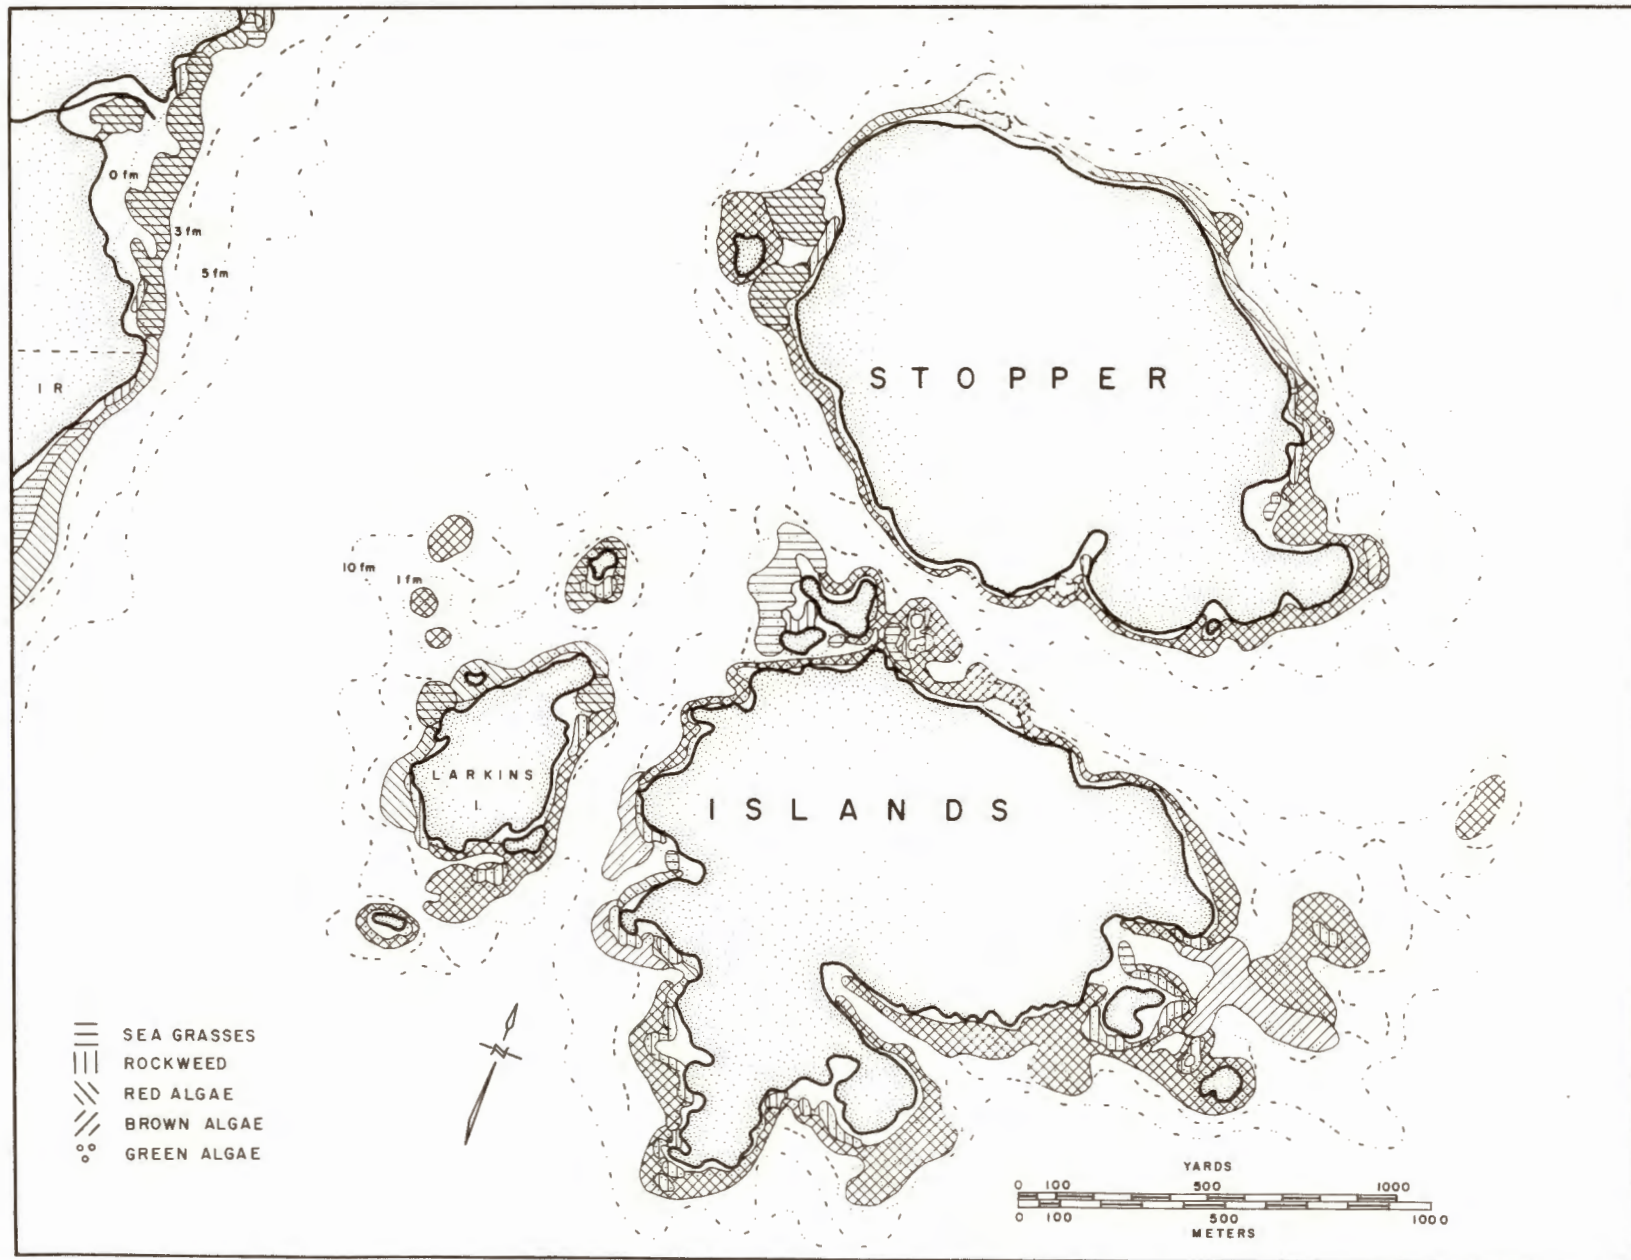 0 fm
3 fm
5 fm
I R
STOPPER
10 fm
1 fm
LARKINS
I.
ISLANDS
N
SEA GRASSES
ROCKWEED
RED ALGAE
BROWN ALGAE
GREEN ALGAE
YARDS
0 100 500 1000
0 100 500 1000
METERS